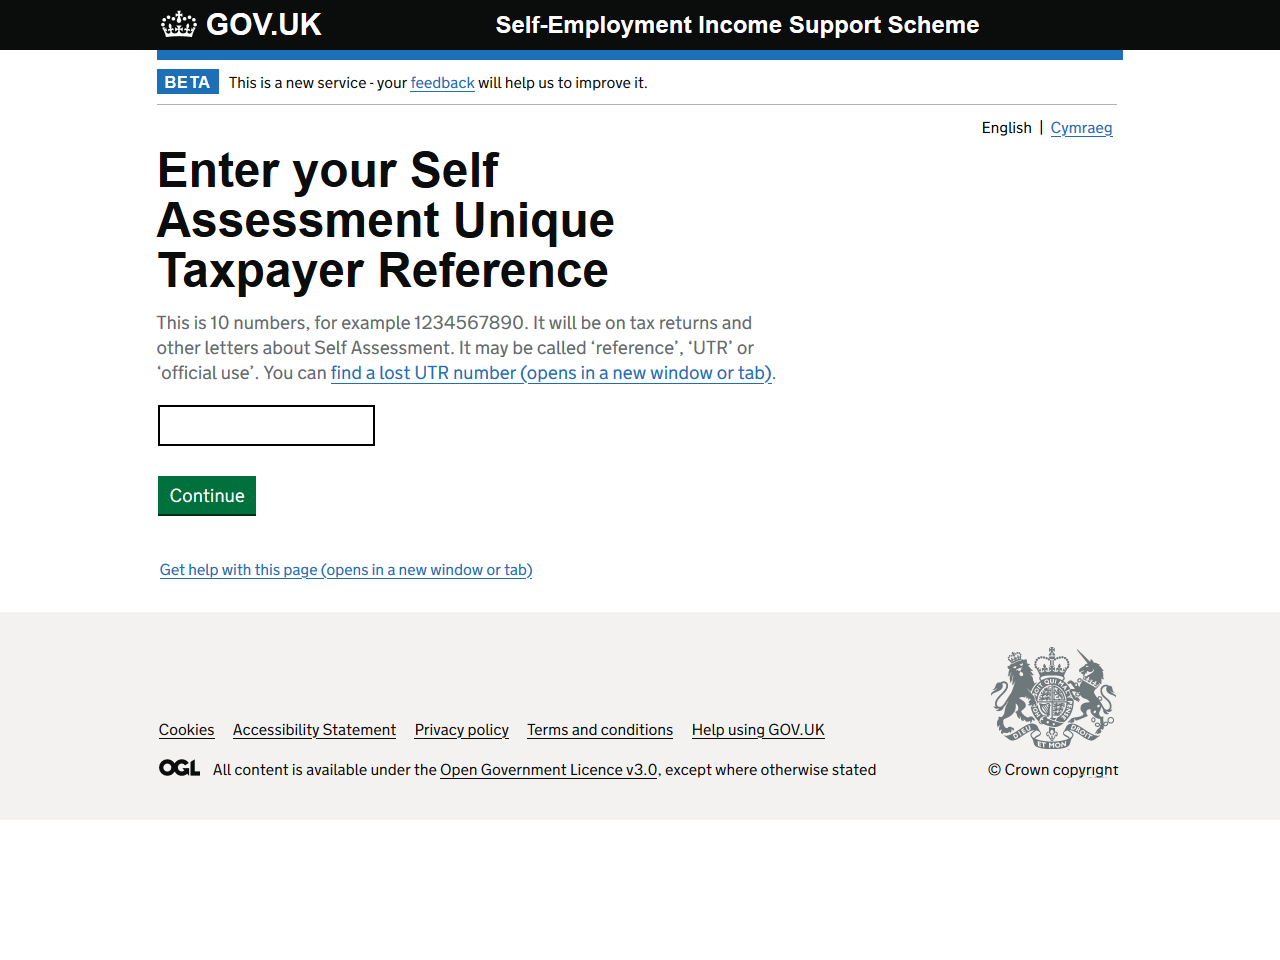 GOV.UK Self-Employment Income Support Scheme
BETA This is a new service - your feedback will help us to improve it.
English | Cymraeg
Enter your Self
Assessment Unique
Taxpayer Reference
This is 10 numbers, for example 1234567890. It will be on tax returns and
other letters about Self Assessment. It may be called ‘reference’, ‘UTR’ or
‘official use’. You can find a lost UTR number (opens in a new window or tab).
Continue
Get help with this page (opens in a new window or tab)
Cookies Accessibility Statement Privacy policy Terms and conditions Help using GOV.UK
OGL All content is available under the Open Government Licence v3.0, except where otherwise stated
DIEU ET MON DROIT
© Crown copyright